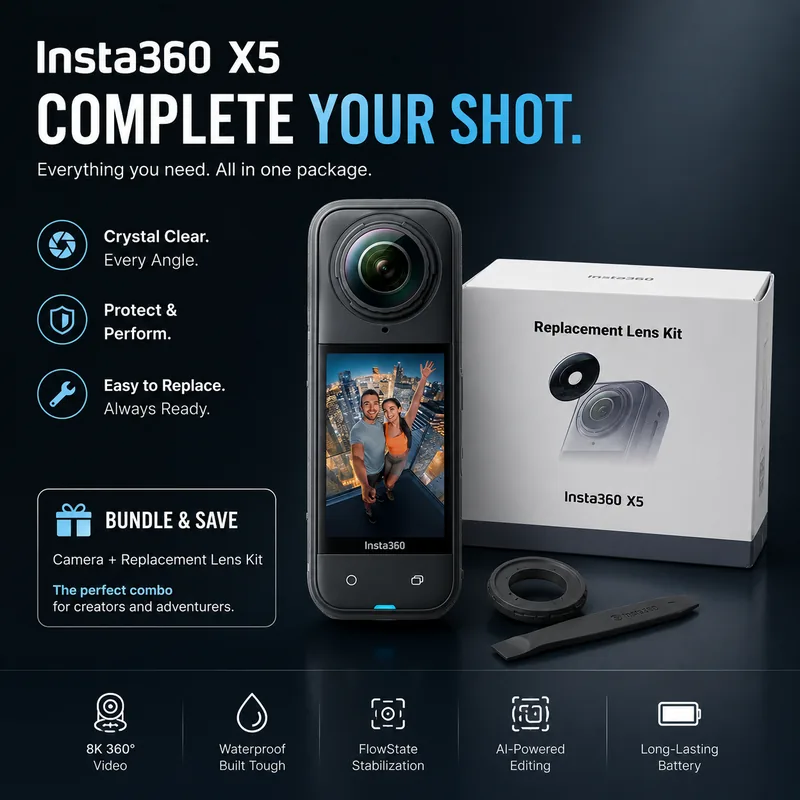 Insta360 X5
COMPLETE YOUR SHOT.
Everything you need. All in one package.
Crystal Clear.
Every Angle.
Protect &
Perform.
Easy to Replace.
Always Ready.
BUNDLE & SAVE
Camera + Replacement Lens Kit
The perfect combo
for creators and adventurers.
Insta360
Insta360
Replacement Lens Kit
Insta360 X5
8K 360°
Video
Waterproof
Built Tough
FlowState
Stabilization
AI-Powered
Editing
Long-Lasting
Battery